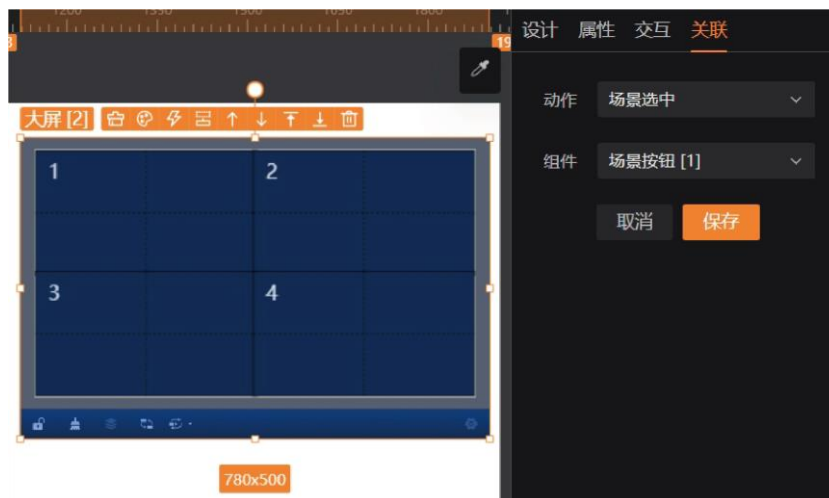 1200 1350 1500 1650 1800
19
设计 属性 交互 关联
大屏 [2]
动作 场景选中
组件 场景按钮 [1]
取消 保存
1 2
3 4
780x500